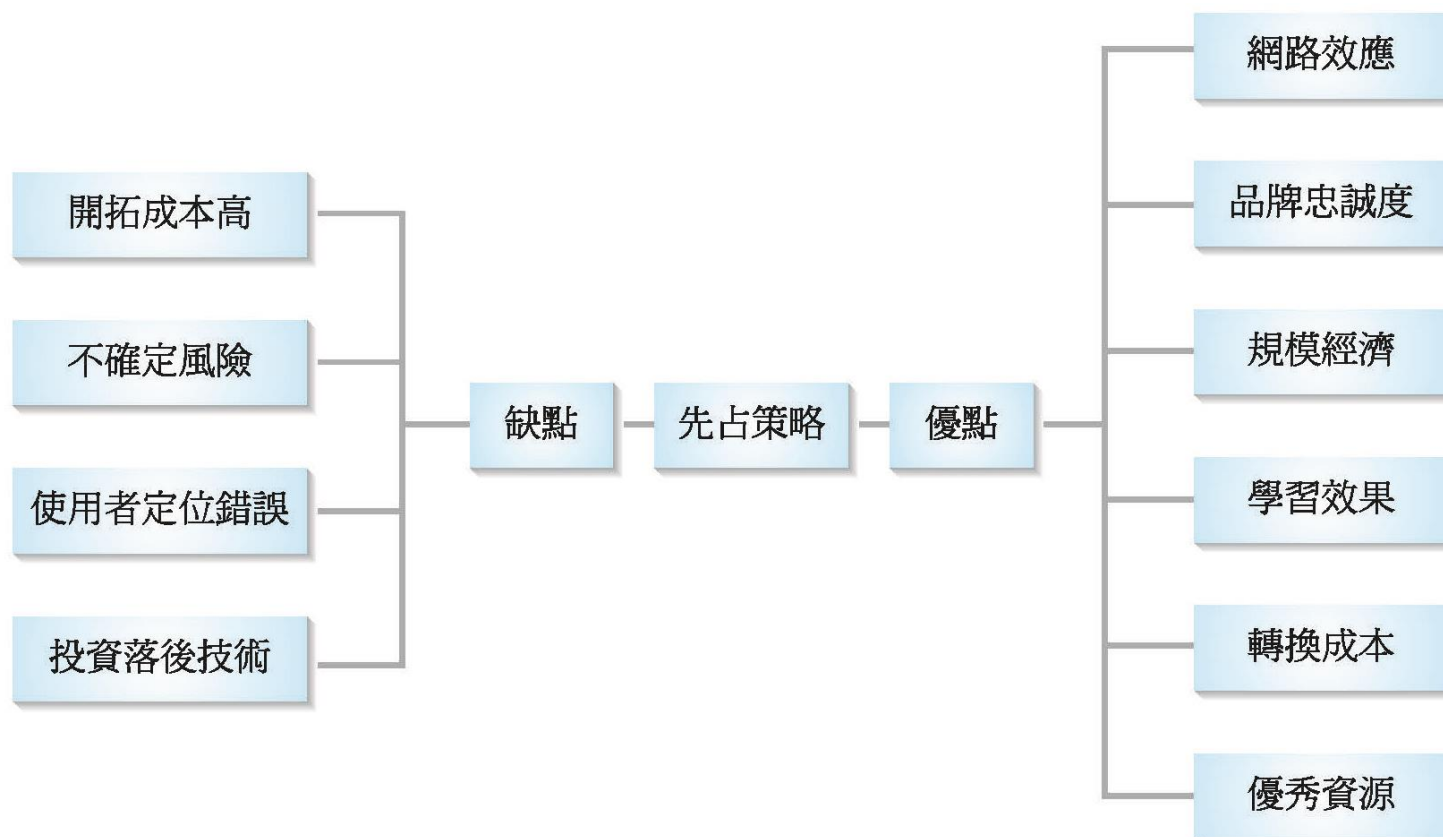 開拓成本高
不確定風險
使用者定位錯誤
投資落後技術
缺點
先占策略
優點
網路效應
品牌忠誠度
規模經濟
學習效果
轉換成本
優秀資源